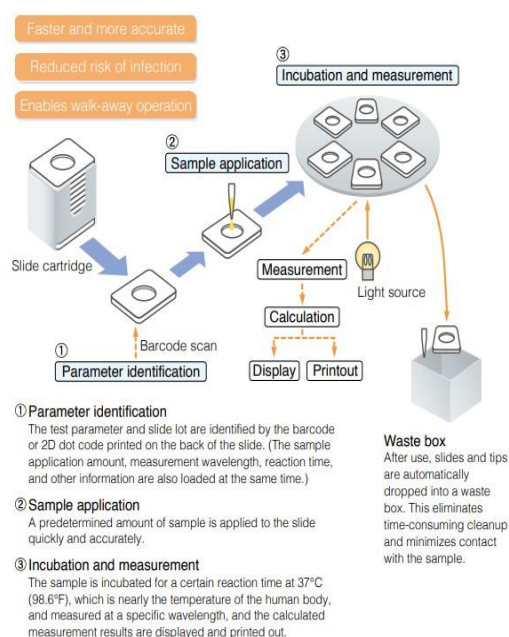 Faster and more accurate
Reduced risk of infection
Enables walk-away operation
③
Incubation and measurement
②
Sample application
Slide cartridge
Measurement
Light source
Calculation
Barcode scan
①
Parameter identification
Display
Printout
①Parameter identification
The test parameter and slide lot are identified by the barcode
or 2D dot code printed on the back of the slide. (The sample
application amount, measurement wavelength, reaction time,
and other information are also loaded at the same time.)
②Sample application
A predetermined amount of sample is applied to the slide
quickly and accurately.
③Incubation and measurement
The sample is incubated for a certain reaction time at 37°C
(98.6°F), which is nearly the temperature of the human body,
and measured at a specific wavelength, and the calculated
measurement results are displayed and printed out.
Waste box
After use, slides and tips
are automatically
dropped into a waste
box. This eliminates
time-consuming cleanup
and minimizes contact
with the sample.